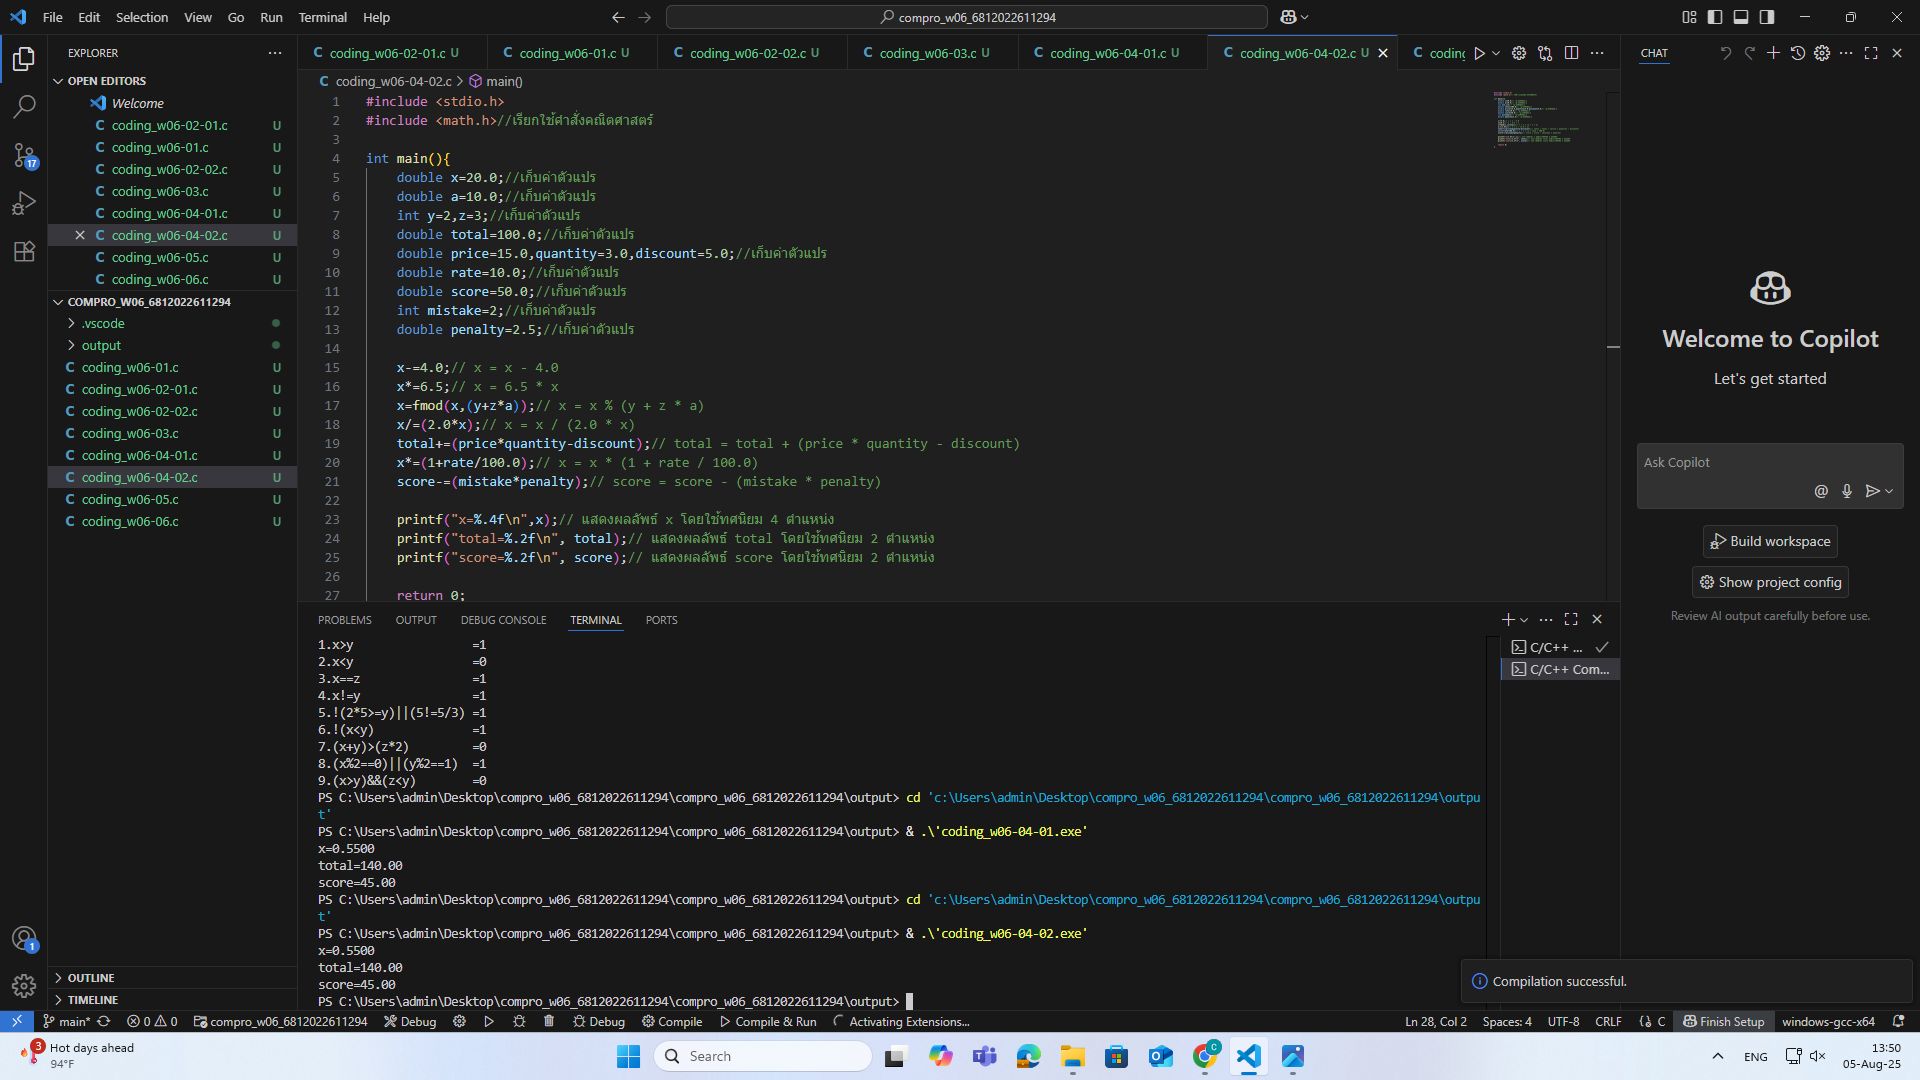 File Edit Selection View Go Run Terminal Help
compro_w06_6812022611294
EXPLORER
OPEN EDITORS
Welcome
coding_w06-02-01.c U
coding_w06-01.c U
coding_w06-02-02.c U
coding_w06-03.c U
coding_w06-04-01.c U
coding_w06-04-02.c U
coding_w06-05.c U
coding_w06-06.c U
COMPRO_W06_6812022611294
.vscode
output
coding_w06-01.c U
coding_w06-02-01.c U
coding_w06-02-02.c U
coding_w06-03.c U
coding_w06-04-01.c U
coding_w06-04-02.c U
coding_w06-05.c U
coding_w06-06.c U
OUTLINE
TIMELINE
17
1
C coding_w06-02-01.c U C coding_w06-01.c U C coding_w06-02-02.c U C coding_w06-03.c U C coding_w06-04-01.c U C coding_w06-04-02.c U C coding
C coding_w06-04-02.c > main()
1 #include <stdio.h>
2 #include <math.h>//เรียกใช้คำสั่งคณิตศาสตร์
3
4 int main(){
5 double x=20.0;//เก็บค่าตัวแปร
6 double a=10.0;//เก็บค่าตัวแปร
7 int y=2,z=3;//เก็บค่าตัวแปร
8 double total=100.0;//เก็บค่าตัวแปร
9 double price=15.0,quantity=3.0,discount=5.0;//เก็บค่าตัวแปร
10 double rate=10.0;//เก็บค่าตัวแปร
11 double score=50.0;//เก็บค่าตัวแปร
12 int mistake=2;//เก็บค่าตัวแปร
13 double penalty=2.5;//เก็บค่าตัวแปร
14
15 x-=4.0;// x = x - 4.0
16 x*=6.5;// x = 6.5 * x
17 x=fmod(x,(y+z*a));// x = x % (y + z * a)
18 x/=(2.0*x);// x = x / (2.0 * x)
19 total+=(price*quantity-discount);// total = total + (price * quantity - discount)
20 x*=(1+rate/100.0);// x = x * (1 + rate / 100.0)
21 score-=(mistake*penalty);// score = score - (mistake * penalty)
22
23 printf("x=%.4f\n",x);// แสดงผลลัพธ์ x โดยใช้ทศนิยม 4 ตำแหน่ง
24 printf("total=%.2f\n", total);// แสดงผลลัพธ์ total โดยใช้ทศนิยม 2 ตำแหน่ง
25 printf("score=%.2f\n", score);// แสดงผลลัพธ์ score โดยใช้ทศนิยม 2 ตำแหน่ง
26
27 return 0;
PROBLEMS OUTPUT DEBUG CONSOLE TERMINAL PORTS
1.x>y =1
2.x<y =0
3.x==z =1
4.x!=y =1
5.!(2*5>=y)||(5!=5/3) =1
6.!(x<y) =1
7.(x+y)>(z*2) =0
8.(x%2==0)||(y%2==1) =1
9.(x>y)&&(z<y) =0
PS C:\Users\admin\Desktop\compro_w06_6812022611294\compro_w06_6812022611294\output> cd 'c:\Users\admin\Desktop\compro_w06_6812022611294\compro_w06_6812022611294\outpu
t'
PS C:\Users\admin\Desktop\compro_w06_6812022611294\compro_w06_6812022611294\output> & .\'coding_w06-04-01.exe'
x=0.5500
total=140.00
score=45.00
PS C:\Users\admin\Desktop\compro_w06_6812022611294\compro_w06_6812022611294\output> cd 'c:\Users\admin\Desktop\compro_w06_6812022611294\compro_w06_6812022611294\outpu
t'
PS C:\Users\admin\Desktop\compro_w06_6812022611294\compro_w06_6812022611294\output> & .\'coding_w06-04-02.exe'
x=0.5500
total=140.00
score=45.00
PS C:\Users\admin\Desktop\compro_w06_6812022611294\compro_w06_6812022611294\output>
C/C++ ...
C/C++ Com...
CHAT
Welcome to Copilot
Let's get started
Ask Copilot
Build workspace
Show project config
Review AI output carefully before use.
Compilation successful.
main* 0 0 compro_w06_6812022611294 Debug Debug Compile Compile & Run Activating Extensions... Ln 28, Col 2 Spaces: 4 UTF-8 CRLF C Finish Setup windows-gcc-x64
3 Hot days ahead
94°F
Search
ENG
13:50
05-Aug-25